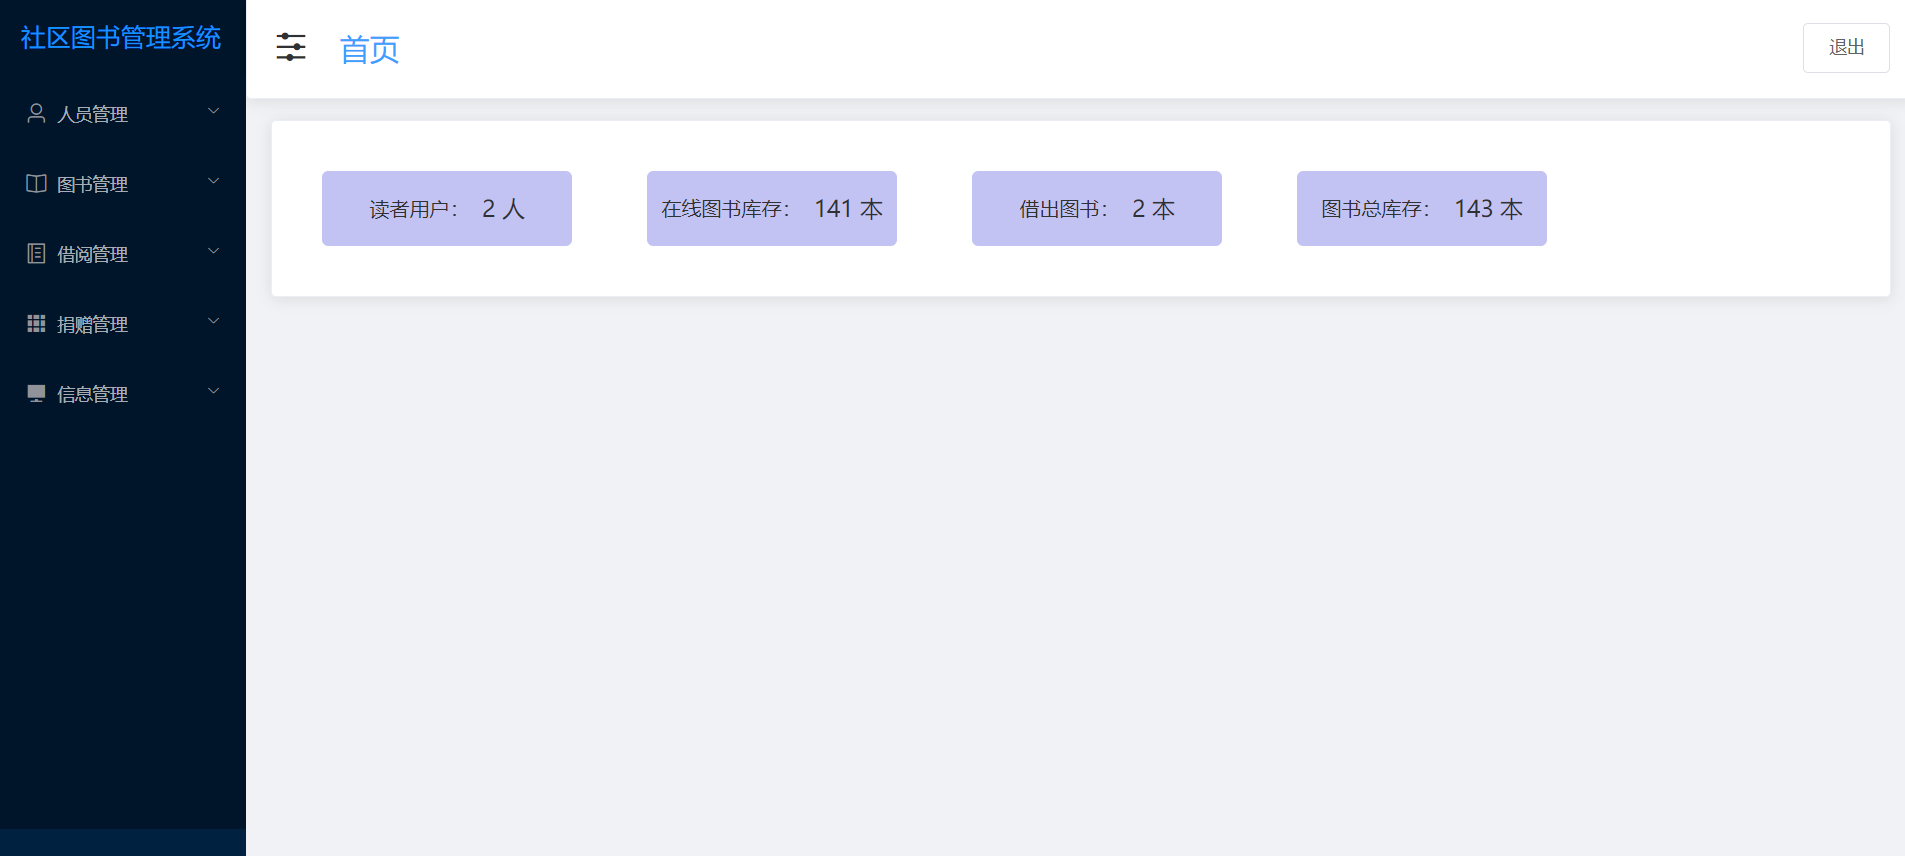 社区图书管理系统
人员管理
图书管理
借阅管理
捐赠管理
信息管理
首页
退出
读者用户： 2 人
在线图书库存： 141 本
借出图书： 2 本
图书总库存： 143 本